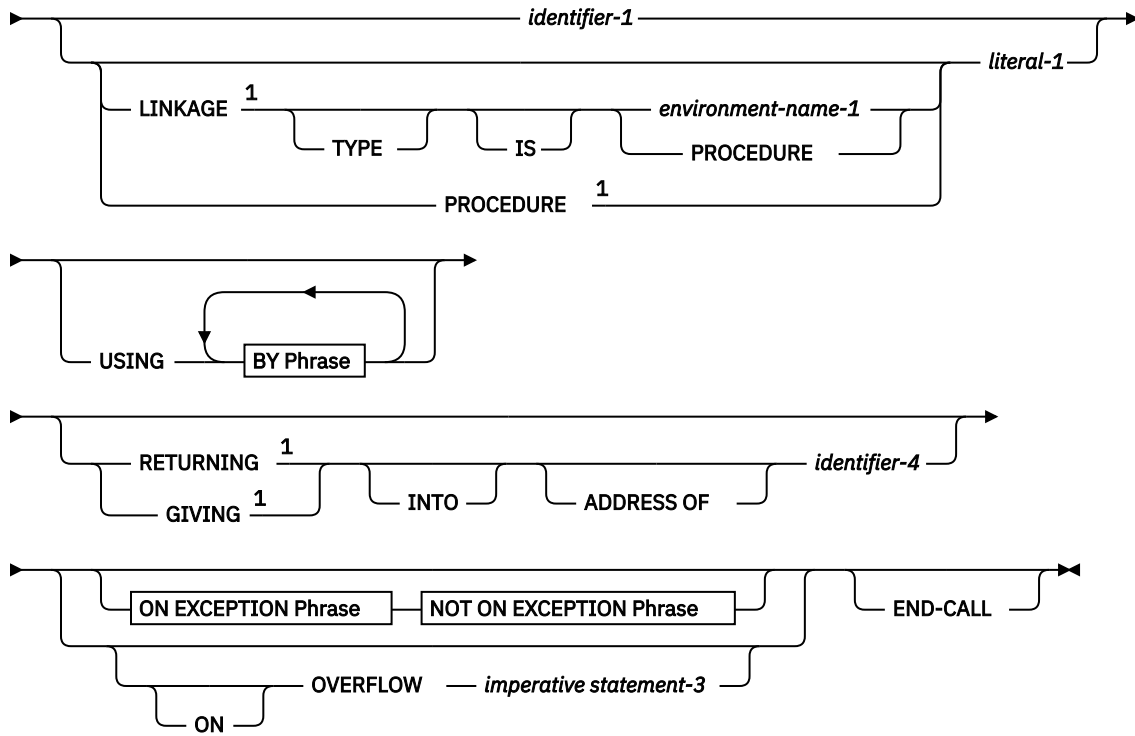 identifier-1
literal-1
LINKAGE 1 environment-name-1
TYPE IS PROCEDURE
PROCEDURE 1
USING BY Phrase
RETURNING 1 identifier-4
INTO ADDRESS OF
GIVING 1
ON EXCEPTION Phrase NOT ON EXCEPTION Phrase END-CALL
OVERFLOW imperative statement-3
ON